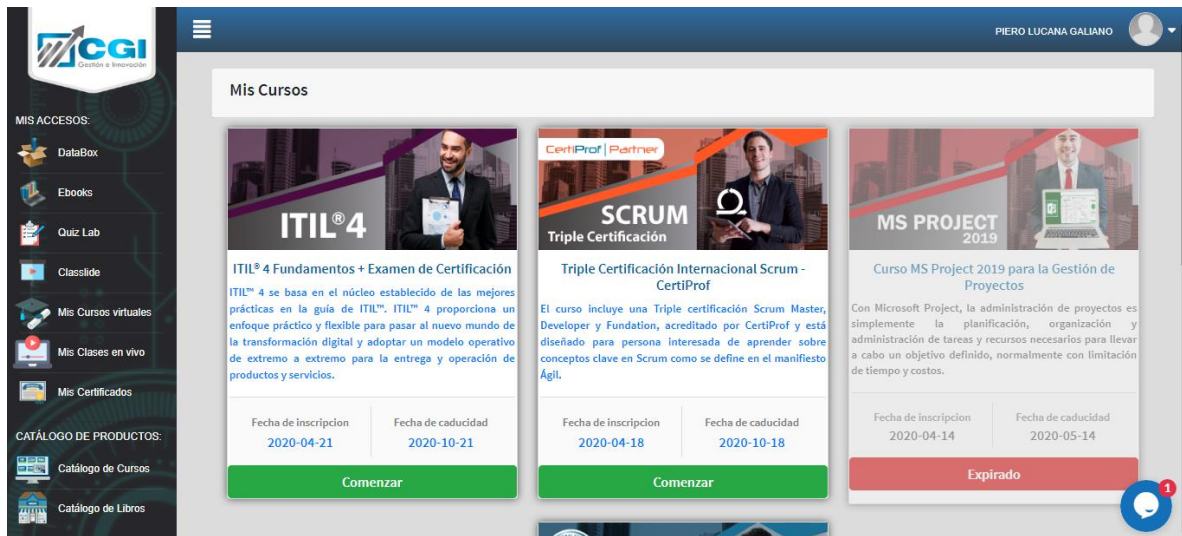 CGI
Gestión e Innovación
PIERO LUCANA GALIANO
MIS ACCESOS:
DataBox
Ebooks
Quiz Lab
Classlide
Mis Cursos virtuales
Mis Clases en vivo
Mis Certificados
CATÁLOGO DE PRODUCTOS:
Catálogo de Cursos
Catálogo de Libros
Mis Cursos
ITIL®4
ITIL® 4 Fundamentos + Examen de Certificación
ITIL™ 4 se basa en el núcleo establecido de las mejores
prácticas en la guía de ITIL™. ITIL™ 4 proporciona un
enfoque práctico y flexible para pasar al nuevo mundo de
la transformación digital y adoptar un modelo operativo
de extremo a extremo para la entrega y operación de
productos y servicios.
Fecha de inscripcion
2020-04-21
Fecha de caducidad
2020-10-21
Comenzar
CertiProf | Partner
SCRUM
Triple Certificación
Triple Certificación Internacional Scrum -
CertiProf
El curso incluye una Triple certificación Scrum Master,
Developer y Fundation, acreditado por CertiProf y está
diseñado para persona interesada de aprender sobre
conceptos clave en Scrum como se define en el manifiesto
Ágil.
Fecha de inscripcion
2020-04-18
Fecha de caducidad
2020-10-18
Comenzar
MS PROJECT
2019
Curso MS Project 2019 para la Gestión de
Proyectos
Con Microsoft Project, la administración de proyectos es
simplemente la planificación, organización y
administración de tareas y recursos necesarios para llevar
a cabo un objetivo definido, normalmente con limitación
de tiempo y costos.
Fecha de inscripcion
2020-04-14
Fecha de caducidad
2020-05-14
Expirado
1